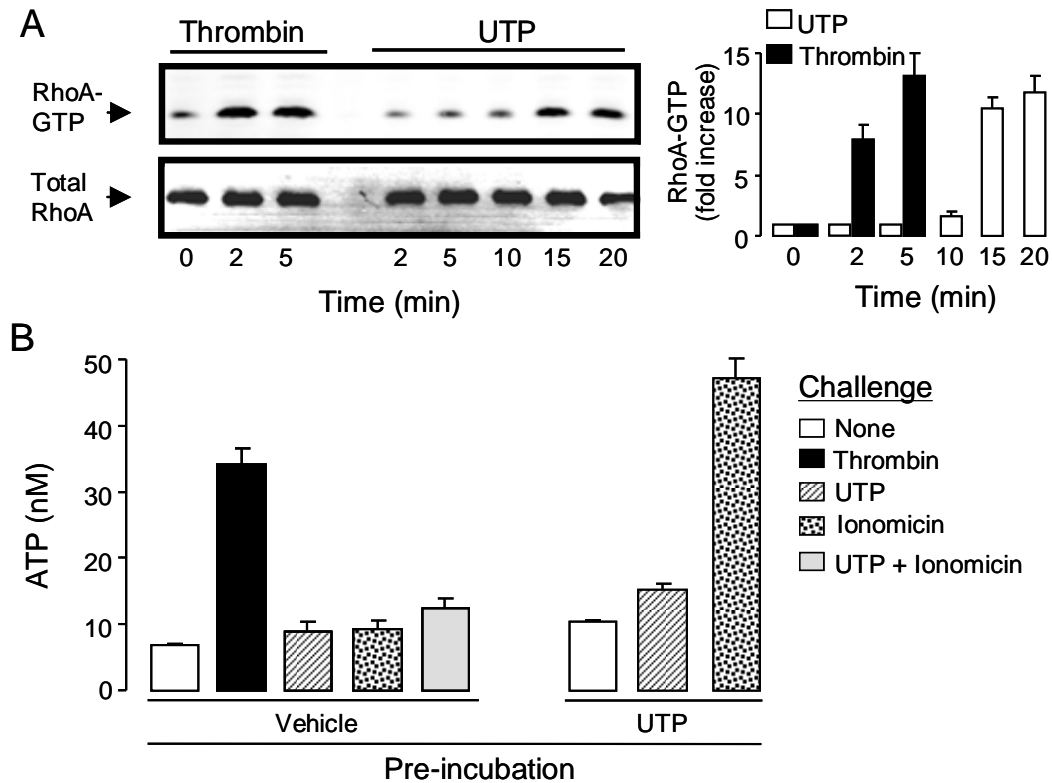 A
Thrombin
UTP
RhoA-
GTP
Total
RhoA
0 2 5 2 5 10 15 20
Time (min)
UTP
Thrombin
RhoA-GTP
(fold increase)
15
10
5
0
0 2 5 10 15 20
Time (min)
B
ATP (nM)
50
40
30
20
10
0
Vehicle
UTP
Pre-incubation
Challenge
None
Thrombin
UTP
Ionomicin
UTP + Ionomicin